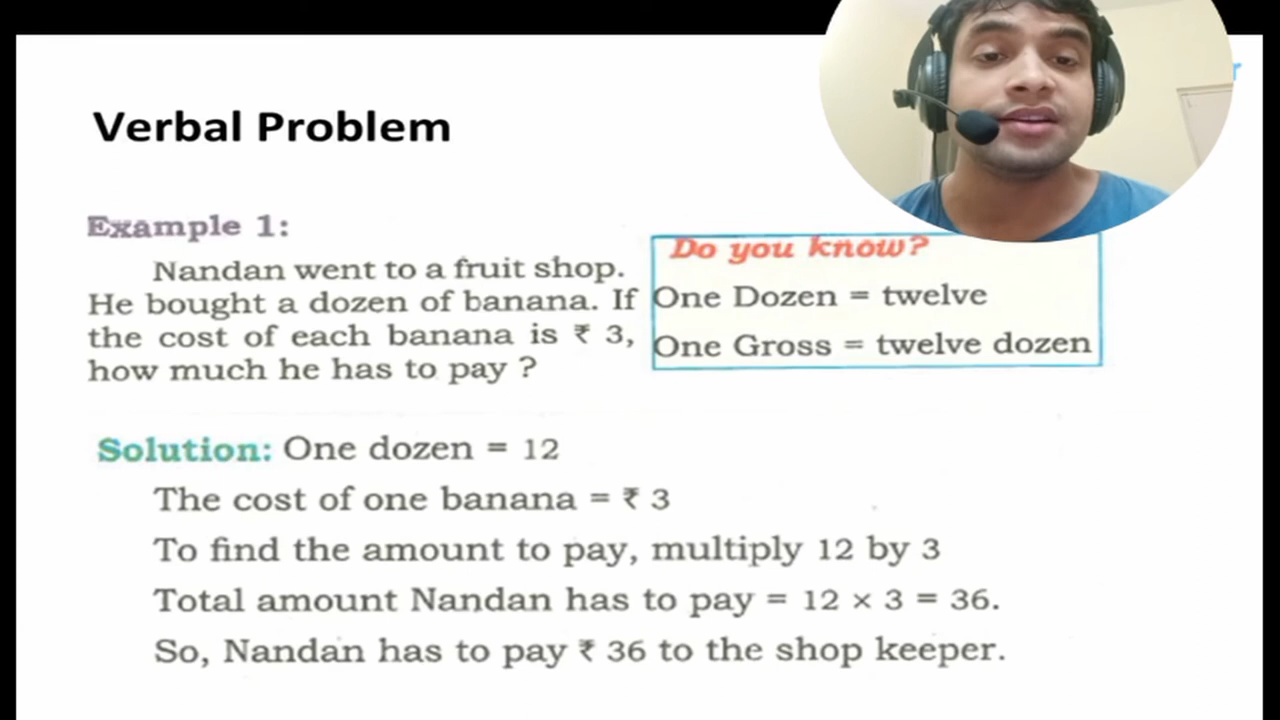 Verbal Problem
Example 1:
Nandan went to a fruit shop.
He bought a dozen of banana. If
the cost of each banana is ₹ 3,
how much he has to pay ?
Do you know?
One Dozen = twelve
One Gross = twelve dozen
Solution: One dozen = 12
The cost of one banana = ₹ 3
To find the amount to pay, multiply 12 by 3
Total amount Nandan has to pay = 12 × 3 = 36.
So, Nandan has to pay ₹ 36 to the shop keeper.